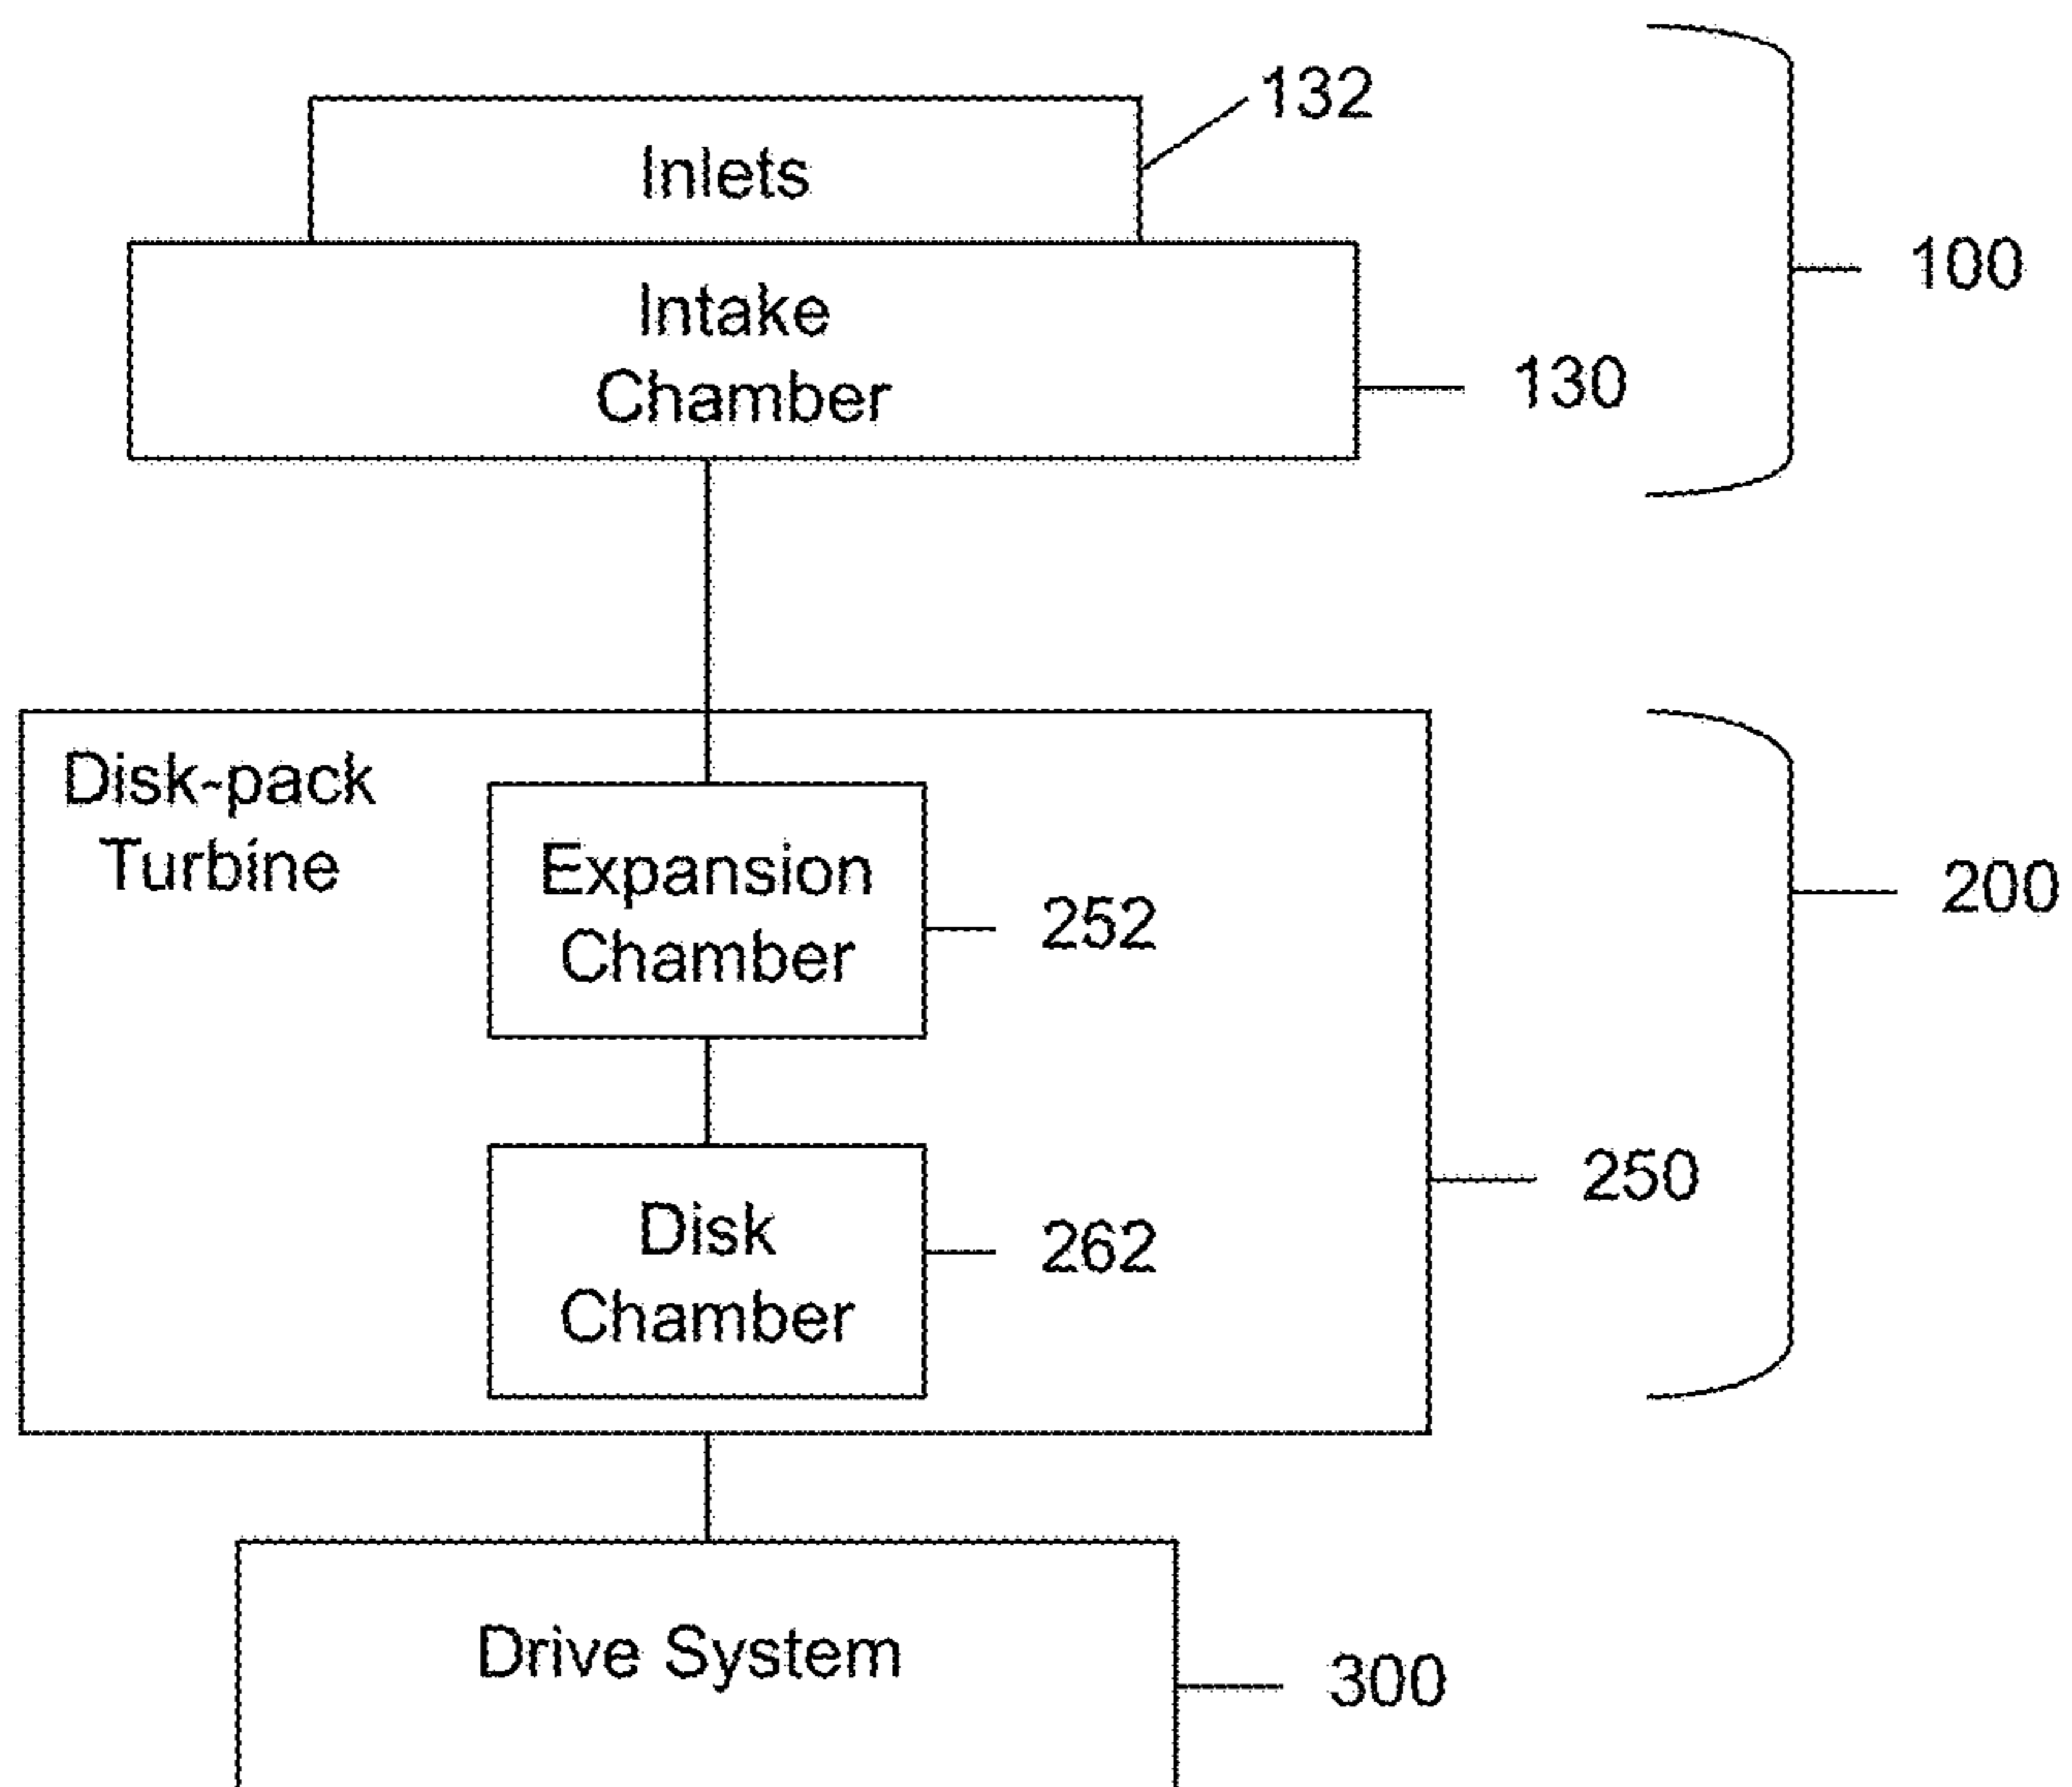 132
Inlets
100
Intake
Chamber
130
Disk-pack
Turbine
Expansion
Chamber
252
200
250
Disk
Chamber
262
Drive System
300